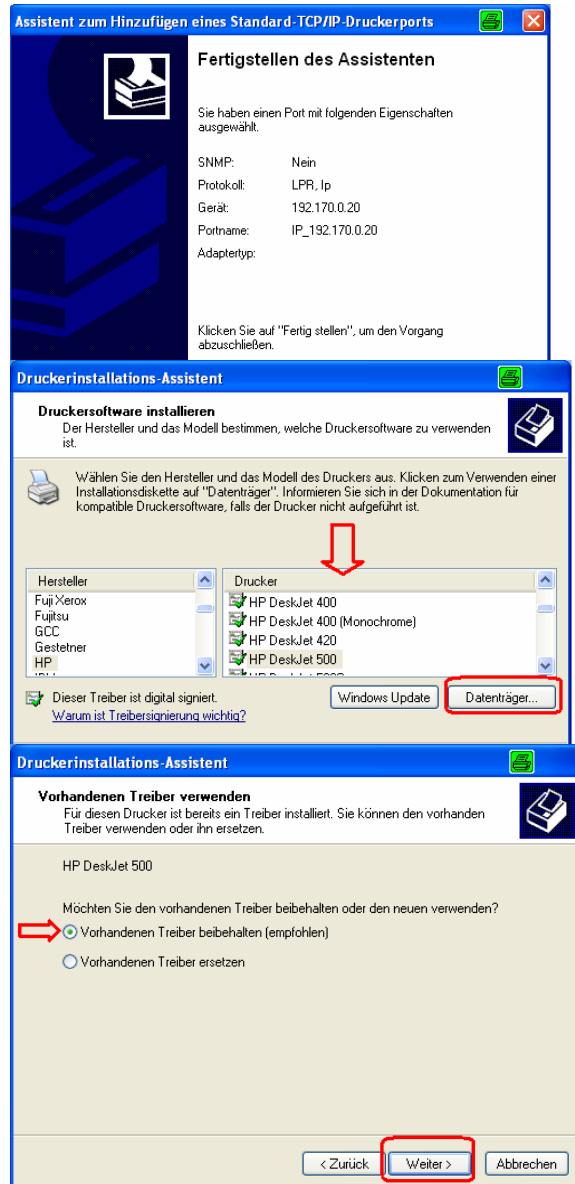 Assistent zum Hinzufügen eines Standard-TCP/IP-Druckerports
Fertigstellen des Assistenten
Sie haben einen Port mit folgenden Eigenschaften
ausgewählt.
SNMP: Nein
Protokoll: LPR, lp
Gerät: 192.170.0.20
Portname: IP_192.170.0.20
Adaptertyp:
Klicken Sie auf "Fertig stellen", um den Vorgang
abzuschließen.
Druckerinstallations-Assistent
Druckersoftware installieren
Der Hersteller und das Modell bestimmen, welche Druckersoftware zu verwenden
ist.
Wählen Sie den Hersteller und das Modell des Druckers aus. Klicken zum Verwenden einer
Installationsdiskette auf "Datenträger". Informieren Sie sich in der Dokumentation für
kompatible Druckersoftware, falls der Drucker nicht aufgeführt ist.
Hersteller
Fuji Xerox
Fujitsu
GCC
Gestetner
HP
Drucker
HP DeskJet 400
HP DeskJet 400 (Monochrome)
HP DeskJet 420
HP DeskJet 500
Dieser Treiber ist digital signiert.
Warum ist Treibersignierung wichtig?
Windows Update
Datenträger...
Druckerinstallations-Assistent
Vorhandenen Treiber verwenden
Für diesen Drucker ist bereits ein Treiber installiert. Sie können den vorhanden
Treiber verwenden oder ihn ersetzen.
HP DeskJet 500
Möchten Sie den vorhandenen Treiber beibehalten oder den neuen verwenden?
Vorhandenen Treiber beibehalten (empfohlen)
Vorhandenen Treiber ersetzen
< Zurück
Weiter >
Abbrechen